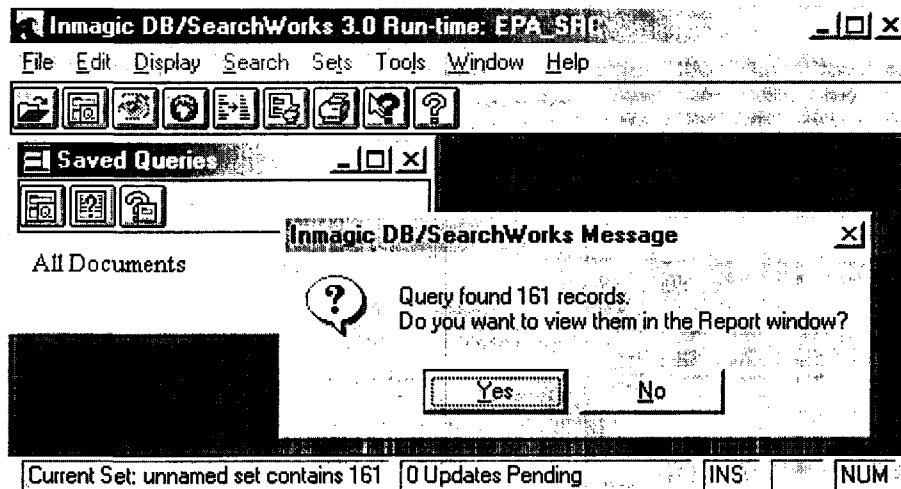 Inmagic DB/SearchWorks 3.0 Run-time: EPA_SRC
File Edit Display Search Sets Tools Window Help
Saved Queries
All Documents
Inmagic DB/SearchWorks Message
Query found 161 records.
Do you want to view them in the Report window?
Yes No
Current Set: unnamed set contains 161 0 Updates Pending INS NUM